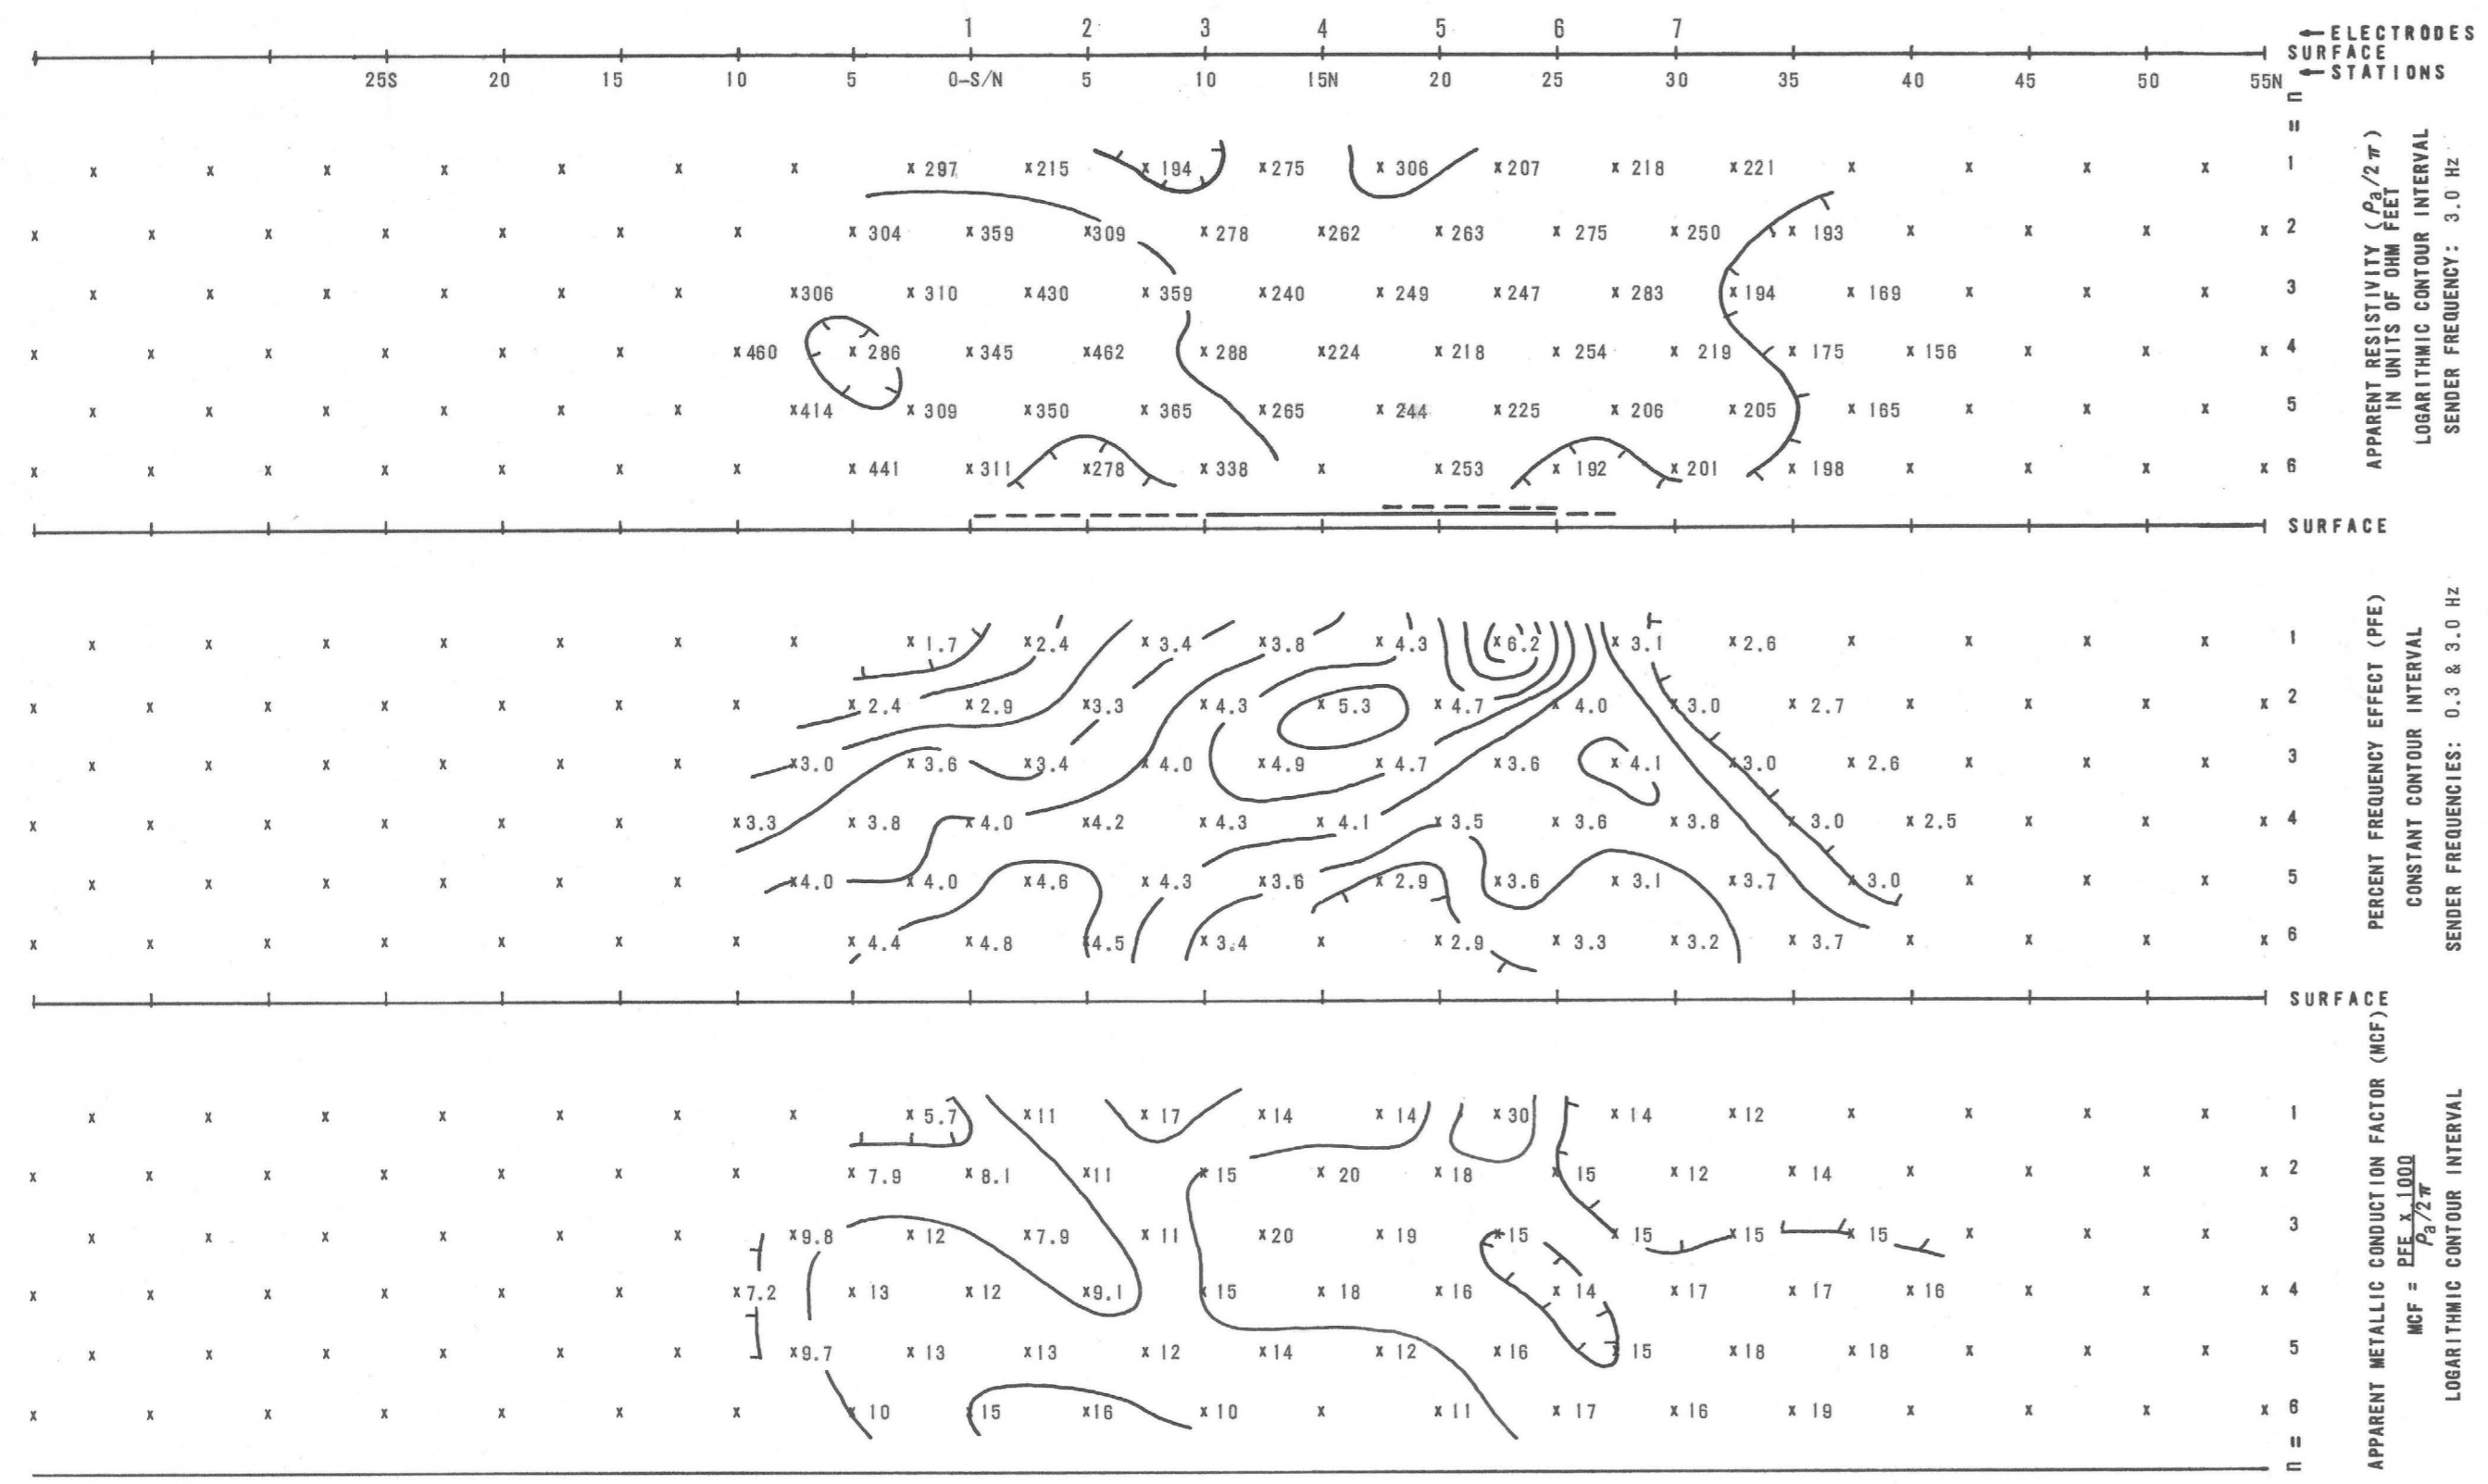 1 2 3 4 5 6 7 ←ELECTRODES
SURFACE
25S 20 15 10 5 0-S/N 5 10 15N 20 25 30 35 40 45 50 55N ←STATIONS
n
=
x x x x x x x x 297 x 215 x 194 x 275 x 306 x 207 x 218 x 221 x x x x 1
x x x x x x x x 304 x 359 x 309 x 278 x 262 x 263 x 275 x 250 x 193 x x x x 2
x x x x x x x 306 x 310 x 430 x 359 x 240 x 249 x 247 x 283 x 194 x 169 x x x 3
x x x x x x x 460 x 286 x 345 x 462 x 288 x 224 x 218 x 254 x 219 x 175 x 156 x x x 4
x x x x x x x 414 x 309 x 350 x 365 x 265 x 244 x 225 x 206 x 205 x 165 x x x 5
x x x x x x x x 441 x 311 x 278 x 338 x x 253 x 192 x 201 x 198 x x x x 6
APPARENT RESISTIVITY (ρa/2π)
IN UNITS OF OHM FEET
LOGARITHMIC CONTOUR INTERVAL
SENDER FREQUENCY: 3.0 Hz
SURFACE
x x x x x x x x 1.7 x 2.4 x 3.4 x 3.8 x 4.3 x 6.2 x 3.1 x 2.6 x x x x 1
x x x x x x x x 2.4 x 2.9 x 3.3 x 4.3 x 5.3 x 4.7 x 4.0 x 3.0 x 2.7 x x x x 2
x x x x x x x 3.0 x 3.6 x 3.4 x 4.0 x 4.9 x 4.7 x 3.6 x 4.1 x 3.0 x 2.6 x x x 3
x x x x x x x 3.3 x 3.8 x 4.0 x 4.2 x 4.3 x 4.1 x 3.5 x 3.6 x 3.8 x 3.0 x 2.5 x x x 4
x x x x x x x 4.0 x 4.0 x 4.6 x 4.3 x 3.6 x 2.9 x 3.6 x 3.1 x 3.7 x 3.0 x x x 5
x x x x x x x x 4.4 x 4.8 x 4.5 x 3.4 x x 2.9 x 3.3 x 3.2 x 3.7 x x x x 6
PERCENT FREQUENCY EFFECT (PFE)
CONSTANT CONTOUR INTERVAL
SENDER FREQUENCIES: 0.3 & 3.0 Hz
SURFACE
x x x x x x x x 5.7 x 11 x 17 x 14 x 14 x 30 x 14 x 12 x x x x 1
x x x x x x x x 7.9 x 8.1 x 11 x 15 x 20 x 18 x 15 x 12 x 14 x x x x 2
x x x x x x x 9.8 x 12 x 7.9 x 11 x 20 x 19 x 15 x 15 x 15 x 15 x x x 3
x x x x x x x 7.2 x 13 x 12 x 9.1 x 15 x 18 x 16 x 14 x 17 x 17 x 16 x x x 4
x x x x x x x 9.7 x 13 x 13 x 12 x 14 x 12 x 16 x 15 x 18 x 18 x x x 5
x x x x x x x x 10 x 15 x 16 x 10 x x 11 x 17 x 16 x 19 x x x x 6
=
n
APPARENT METALLIC CONDUCTION FACTOR (MCF)
MCF = PFE x 1000
ρa/2π
LOGARITHMIC CONTOUR INTERVAL